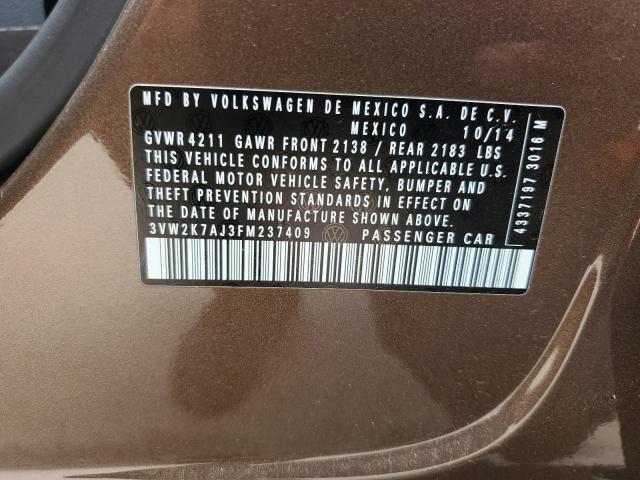 MFD BY VOLKSWAGEN DE MEXICO S.A. DE C.V.
MEXICO 10/14
GVWR 4211 GAWR FRONT 2138 / REAR 2183 LBS
THIS VEHICLE CONFORMS TO ALL APPLICABLE U.S.
FEDERAL MOTOR VEHICLE SAFETY, BUMPER AND
THEFT PREVENTION STANDARDS IN EFFECT ON
THE DATE OF MANUFACTURE SHOWN ABOVE.
3VW2K7AJ3FM237409 PASSENGER CAR
4337197 3016 M